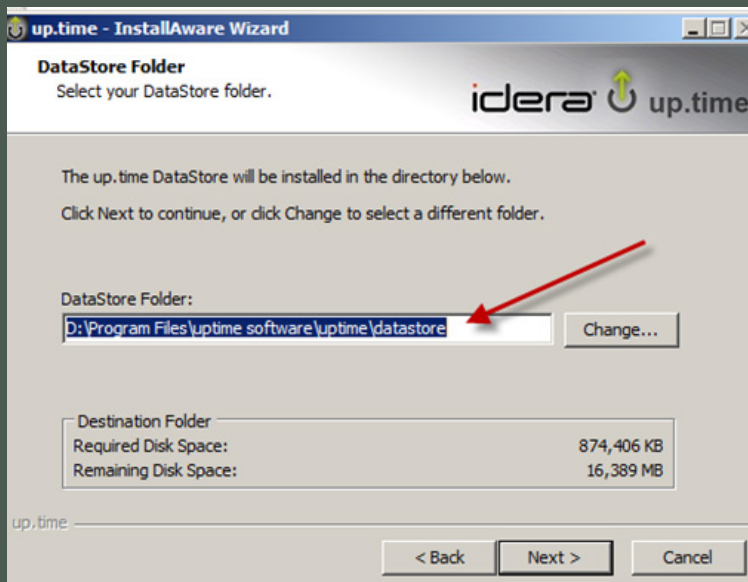 up.time - InstallAware Wizard
DataStore Folder
Select your DataStore folder.
idera up.time
The up.time DataStore will be installed in the directory below.
Click Next to continue, or click Change to select a different folder.
DataStore Folder:
D:\Program Files\uptime software\uptime\datastore
Change...
Destination Folder
Required Disk Space: 874,406 KB
Remaining Disk Space: 16,389 MB
up.time
< Back Next > Cancel